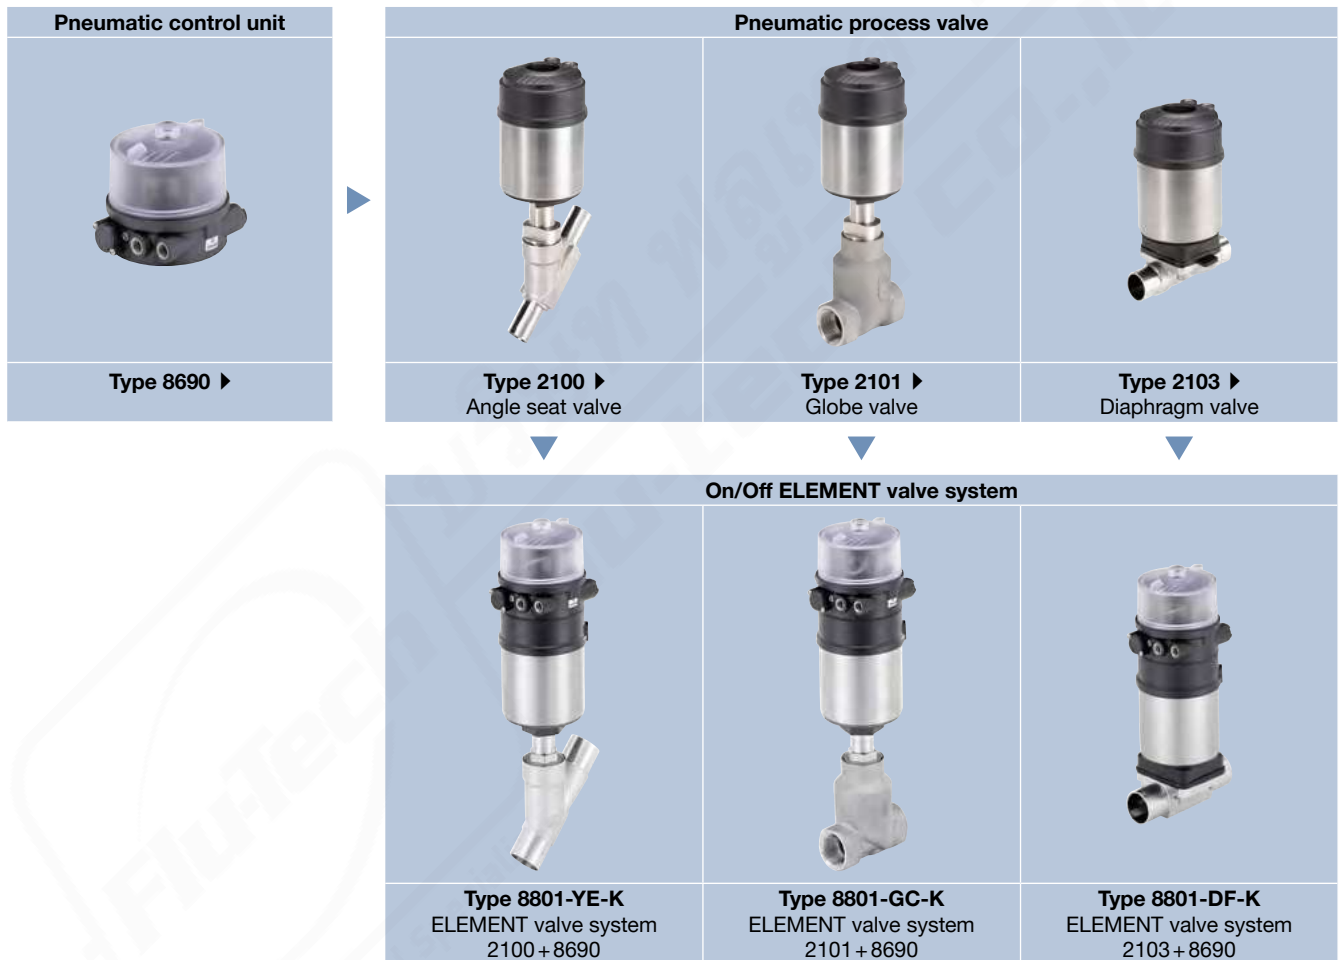 Pneumatic control unit
Pneumatic process valve
Type 8690
Type 2100
Angle seat valve
Type 2101
Globe valve
Type 2103
Diaphragm valve
On/Off ELEMENT valve system
Type 8801-YE-K
ELEMENT valve system
2100+8690
Type 8801-GC-K
ELEMENT valve system
2101+8690
Type 8801-DF-K
ELEMENT valve system
2103+8690
Flu-Tech